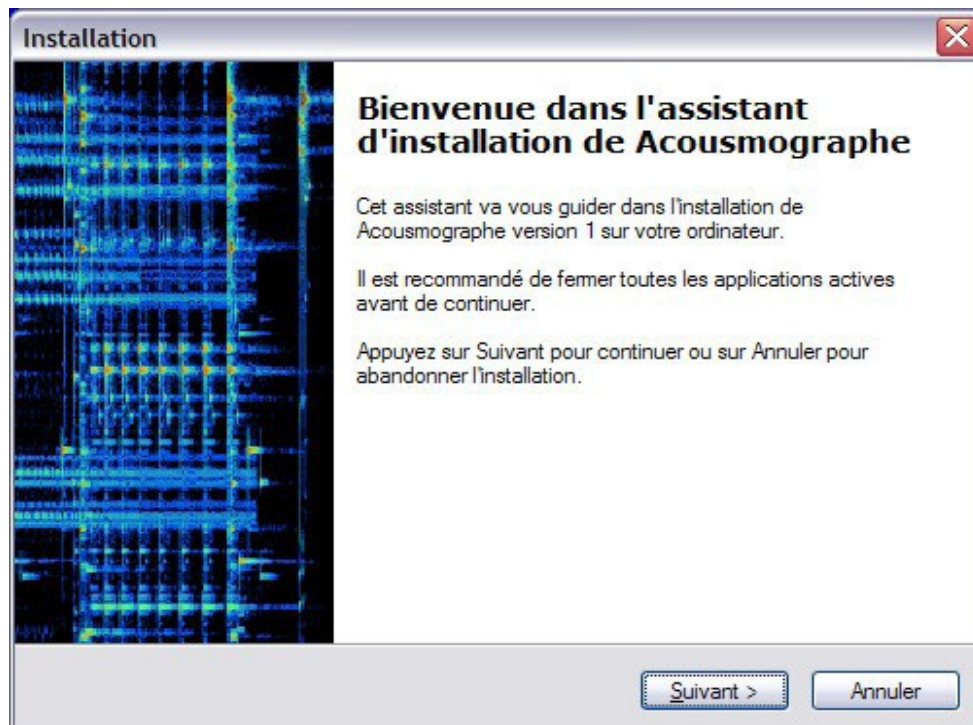 Installation
Bienvenue dans l'assistant
d'installation de Acousmographe
Cet assistant va vous guider dans l'installation de
Acousmographe version 1 sur votre ordinateur.
Il est recommandé de fermer toutes les applications actives
avant de continuer.
Appuyez sur Suivant pour continuer ou sur Annuler pour
abandonner l'installation.
Suivant >
Annuler